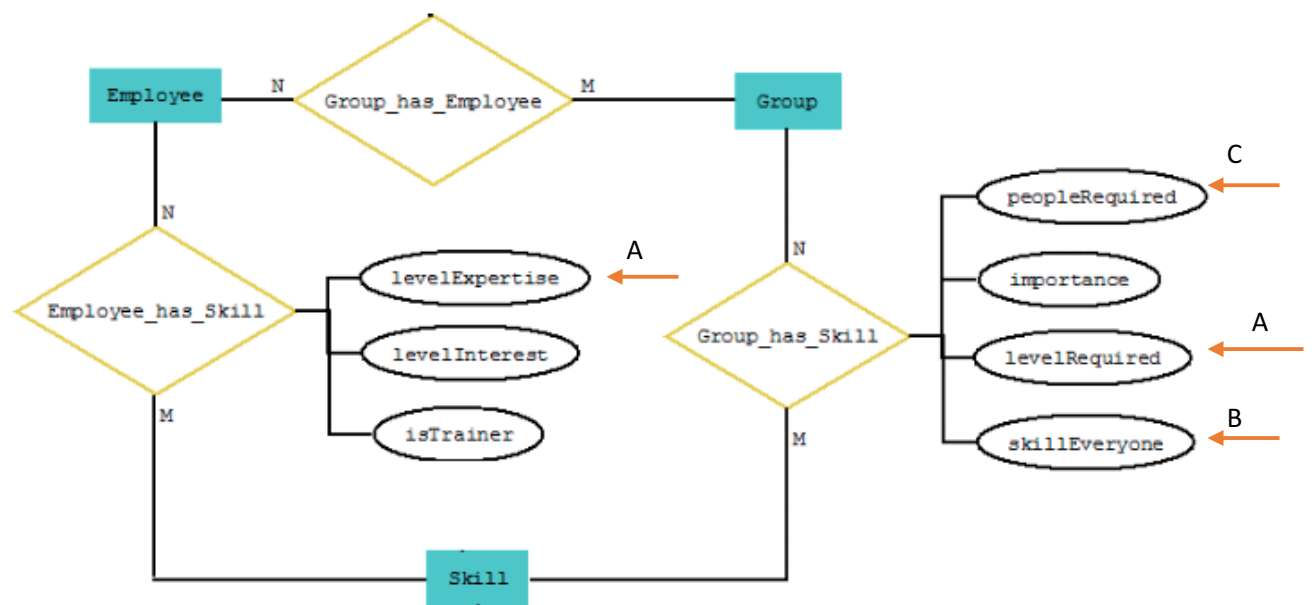 Employee
N
Group_has_Employee
M
Group
C
peopleRequired
N
A
levelExpertise
N
importance
Employee_has_Skill
Group_has_Skill
A
levelInterest
levelRequired
M
B
isTrainer
M
skillEveryone
Skill